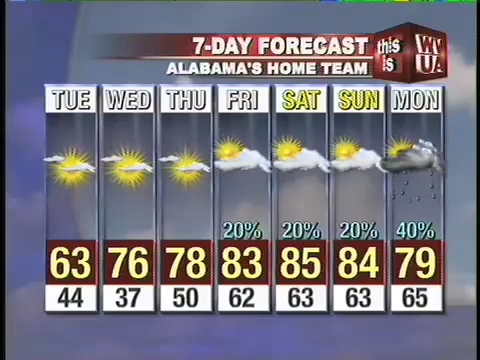 7-DAY FORECAST
ALABAMA'S HOME TEAM
this is WVUA
TUE WED THU FRI SAT SUN MON
20% 20% 20% 40%
63 76 78 83 85 84 79
44 37 50 62 63 63 65